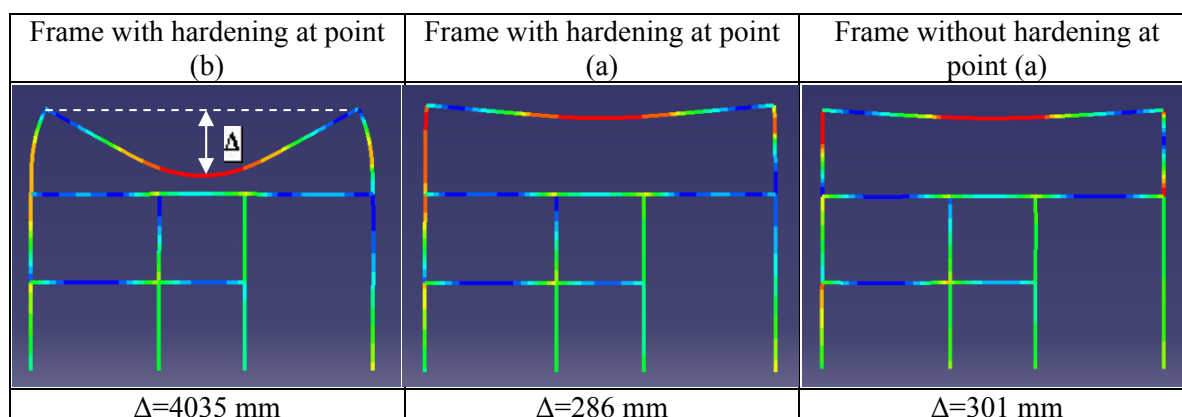 Frame with hardening at point
(b)
Frame with hardening at point
(a)
Frame without hardening at
point (a)
Δ
Δ=4035 mm
Δ=286 mm
Δ=301 mm